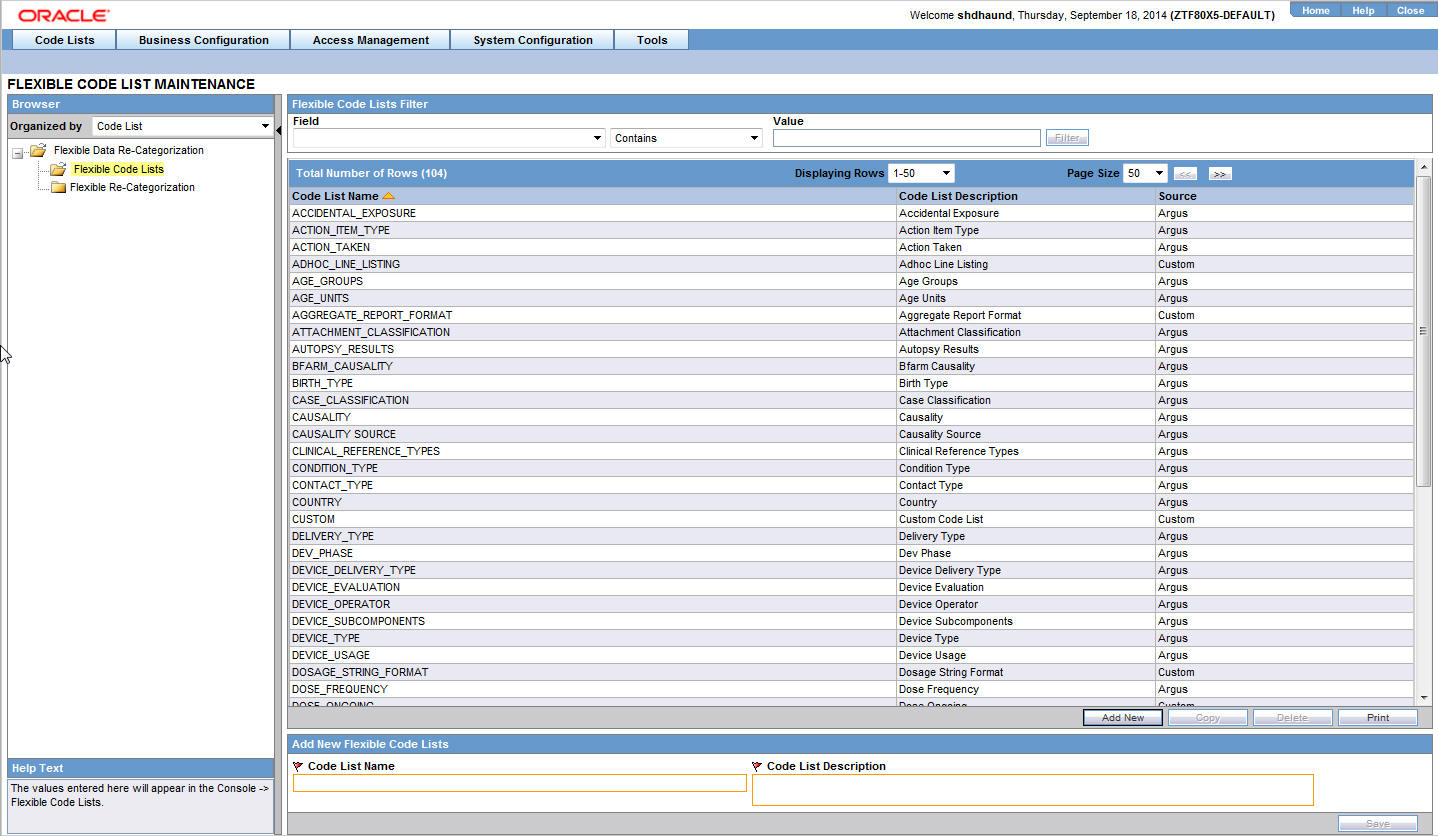 ORACLE
Welcome shdhaund, Thursday, September 18, 2014 (ZTF80X5-DEFAULT)
Home Help Close
Code Lists Business Configuration Access Management System Configuration Tools
FLEXIBLE CODE LIST MAINTENANCE
Browser
Organized by Code List
Flexible Data Re-Categorization
Flexible Code Lists
Flexible Re-Categorization
Help Text
The values entered here will appear in the Console ->
Flexible Code Lists.
Flexible Code Lists Filter
Field Value
Contains Filter
Total Number of Rows (104) Displaying Rows 1-50 Page Size 50 << >>
Code List Name Code List Description Source
ACCIDENTAL_EXPOSURE Accidental Exposure Argus
ACTION_ITEM_TYPE Action Item Type Argus
ACTION_TAKEN Action Taken Argus
ADHOC_LINE_LISTING Adhoc Line Listing Custom
AGE_GROUPS Age Groups Argus
AGE_UNITS Age Units Argus
AGGREGATE_REPORT_FORMAT Aggregate Report Format Custom
ATTACHMENT_CLASSIFICATION Attachment Classification Argus
AUTOPSY_RESULTS Autopsy Results Argus
BFARM_CAUSALITY Bfarm Causality Argus
BIRTH_TYPE Birth Type Argus
CASE_CLASSIFICATION Case Classification Argus
CAUSALITY Causality Argus
CAUSALITY SOURCE Causality Source Argus
CLINICAL_REFERENCE_TYPES Clinical Reference Types Argus
CONDITION_TYPE Condition Type Argus
CONTACT_TYPE Contact Type Argus
COUNTRY Country Argus
CUSTOM Custom Code List Custom
DELIVERY_TYPE Delivery Type Argus
DEV_PHASE Dev Phase Argus
DEVICE_DELIVERY_TYPE Device Delivery Type Argus
DEVICE_EVALUATION Device Evaluation Argus
DEVICE_OPERATOR Device Operator Argus
DEVICE_SUBCOMPONENTS Device Subcomponents Argus
DEVICE_TYPE Device Type Argus
DEVICE_USAGE Device Usage Argus
DOSAGE_STRING_FORMAT Dosage String Format Custom
DOSE_FREQUENCY Dose Frequency Argus
DOSE_ONGOING Dose Ongoing Custom
Add New Copy Delete Print
Add New Flexible Code Lists
Code List Name Code List Description
Save